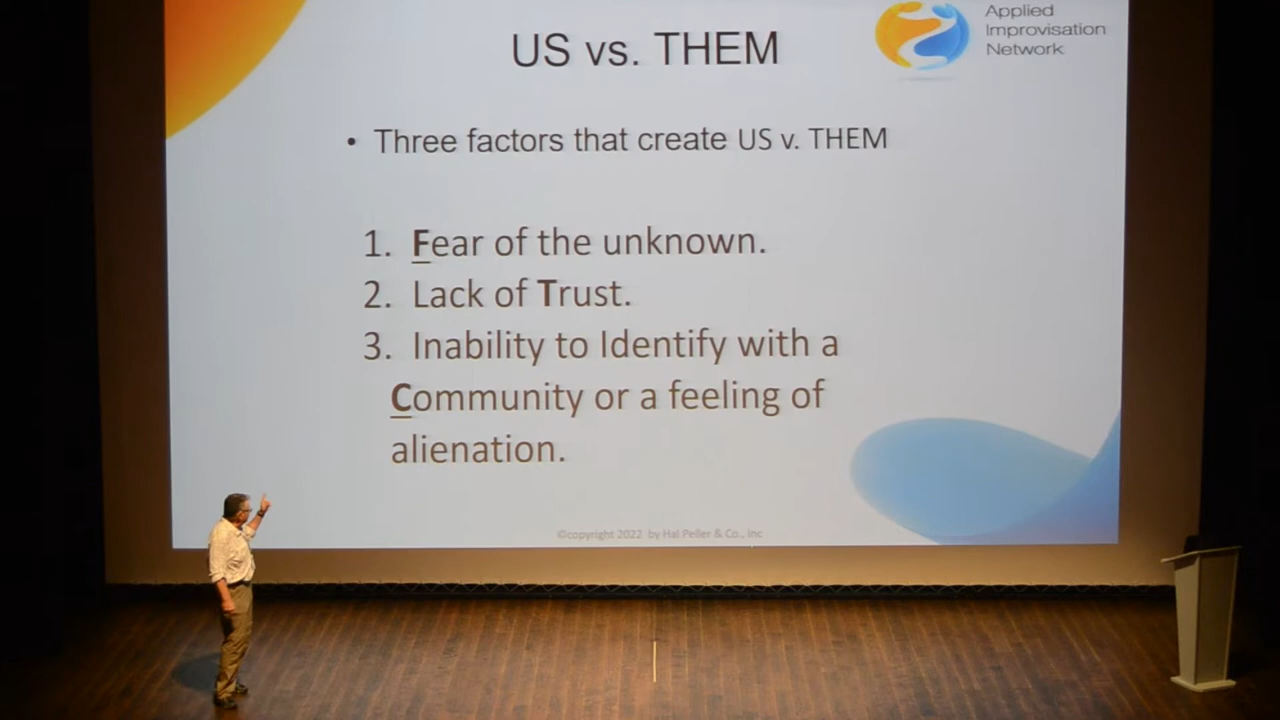 Applied
Improvisation
Network
US vs. THEM
• Three factors that create US v. THEM
1. Fear of the unknown.
2. Lack of Trust.
3. Inability to Identify with a
Community or a feeling of
alienation.
©copyright 2022 by Hal Peller & Co., Inc